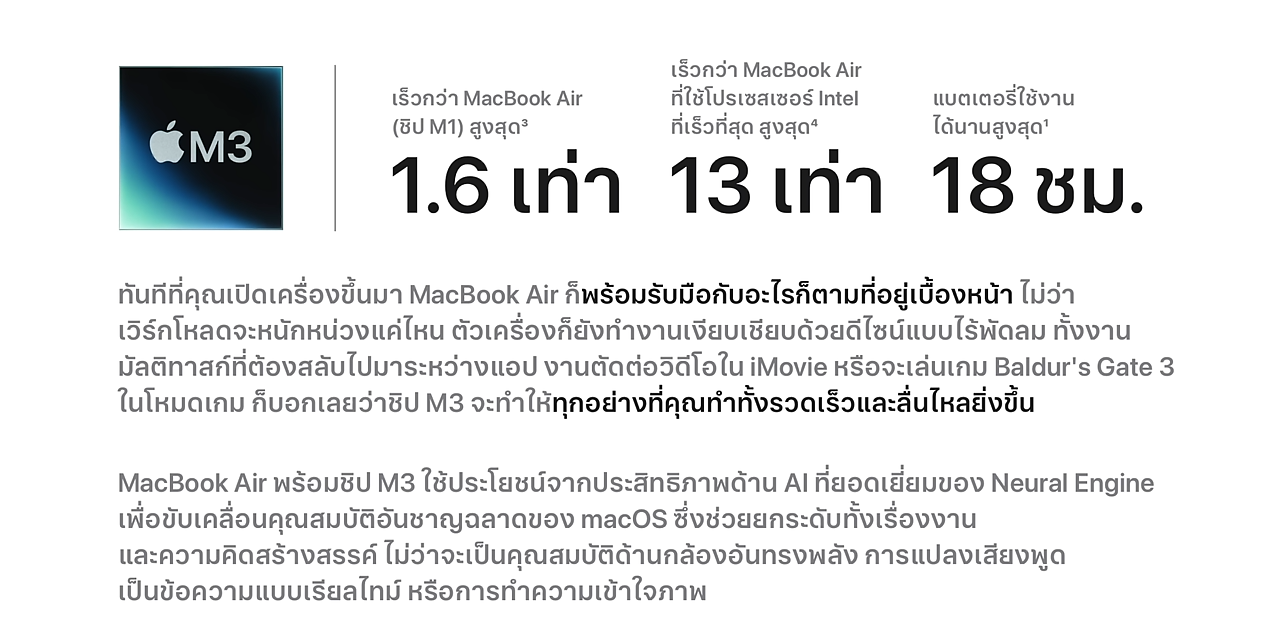 M3
เร็วกว่า MacBook Air
(ชิป M1) สูงสุด³
1.6 เท่า
เร็วกว่า MacBook Air
ที่ใช้โปรเซสเซอร์ Intel
ที่เร็วที่สุด สูงสุด⁴
13 เท่า
แบตเตอรี่ใช้งาน
ได้นานสูงสุด¹
18 ชม.
ทันทีที่คุณเปิดเครื่องขึ้นมา MacBook Air ก็พร้อมรับมือกับอะไรก็ตามที่อยู่เบื้องหน้า ไม่ว่า
เวิร์กโหลดจะหนักหน่วงแค่ไหน ตัวเครื่องก็ยังทำงานเงียบเชียบด้วยดีไซน์แบบไร้พัดลม ทั้งงาน
มัลติทาสก์ที่ต้องสลับไปมาระหว่างแอป งานตัดต่อวิดีโอใน iMovie หรือจะเล่นเกม Baldur's Gate 3
ในโหมดเกม ก็บอกเลยว่าชิป M3 จะทำให้ทุกอย่างที่คุณทำทั้งรวดเร็วและลื่นไหลยิ่งขึ้น
MacBook Air พร้อมชิป M3 ใช้ประโยชน์จากประสิทธิภาพด้าน AI ที่ยอดเยี่ยมของ Neural Engine
เพื่อขับเคลื่อนคุณสมบัติอันชาญฉลาดของ macOS ซึ่งช่วยยกระดับทั้งเรื่องงาน
และความคิดสร้างสรรค์ ไม่ว่าจะเป็นคุณสมบัติด้านกล้องอันทรงพลัง การแปลงเสียงพูด
เป็นข้อความแบบเรียลไทม์ หรือการทำความเข้าใจภาพ